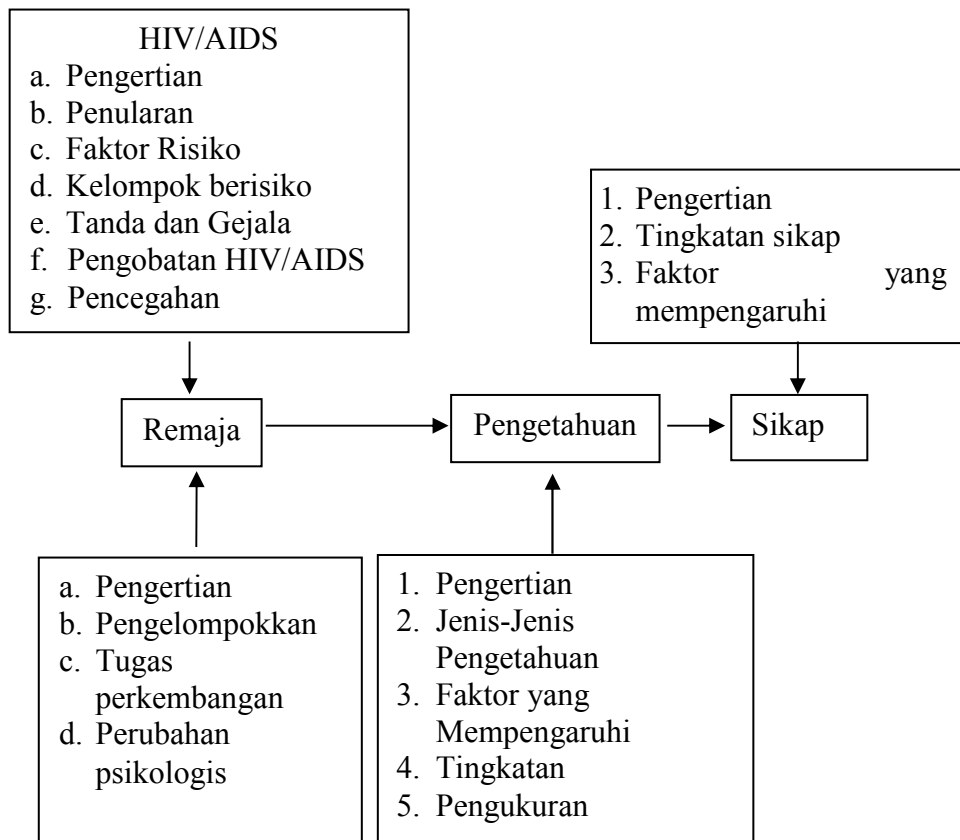 HIV/AIDS
a. Pengertian
b. Penularan
c. Faktor Risiko
d. Kelompok berisiko
e. Tanda dan Gejala
f. Pengobatan HIV/AIDS
g. Pencegahan
1. Pengertian
2. Tingkatan sikap
3. Faktor yang
mempengaruhi
Remaja
Pengetahuan
Sikap
a. Pengertian
b. Pengelompokkan
c. Tugas
perkembangan
d. Perubahan
psikologis
1. Pengertian
2. Jenis-Jenis
Pengetahuan
3. Faktor yang
Mempengaruhi
4. Tingkatan
5. Pengukuran